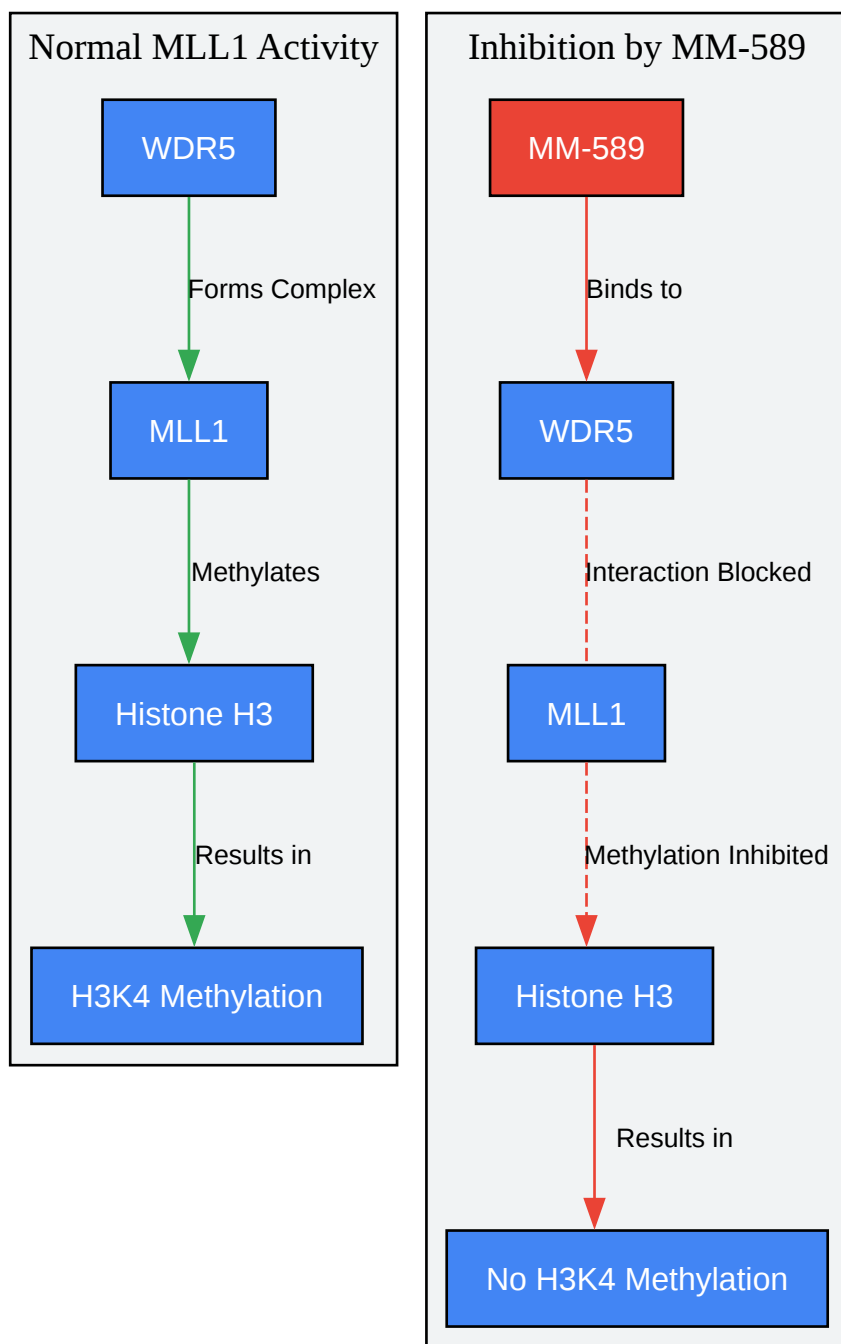 Normal MLL1 Activity
WDR5
Forms Complex
MLL1
Methylates
Histone H3
Results in
H3K4 Methylation
Inhibition by MM-589
MM-589
Binds to
WDR5
Interaction Blocked
MLL1
Methylation Inhibited
Histone H3
Results in
No H3K4 Methylation